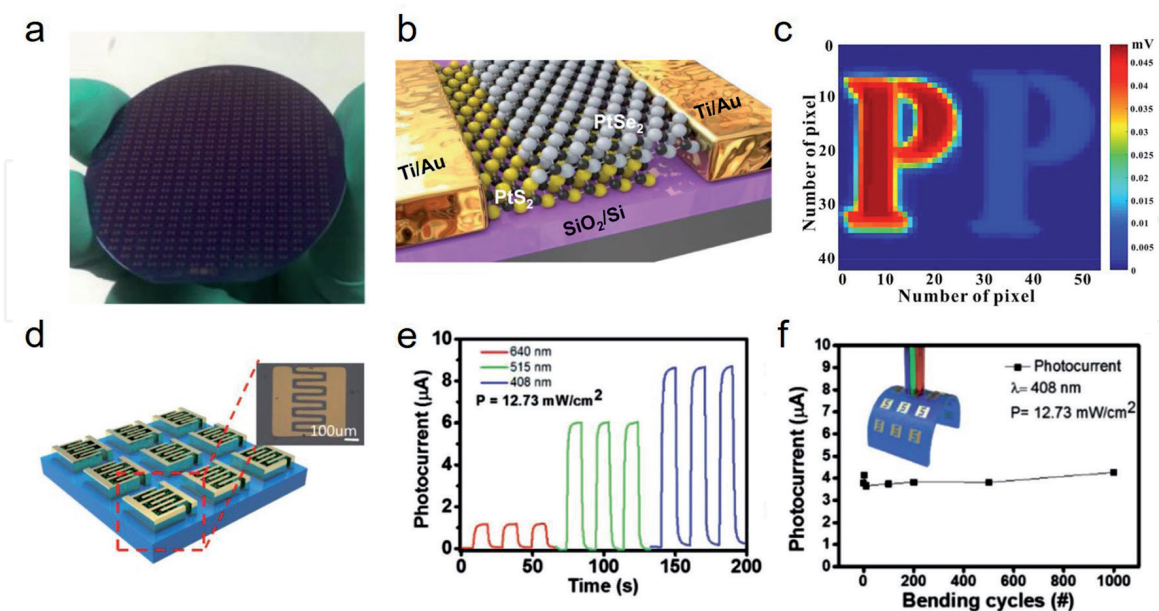 a
b
Ti/Au
PtSe2
Ti/Au
PtS2
SiO2/Si
c
mV
0
10
20
30
40
0 10 20 30 40 50
Number of pixel
Number of pixel
0.045
0.04
0.035
0.03
0.025
0.02
0.015
0.01
0.005
0
P P
d
100um
e
10
8
6
4
2
0
0 50 100 150 200
Photocurrent (μA)
Time (s)
640 nm
515 nm
408 nm
P = 12.73 mW/cm2
f
10
9
8
7
6
5
4
3
2
1
0
0 200 400 600 800 1000
Photocurrent (μA)
Bending cycles (#)
Photocurrent
λ= 408 nm
P= 12.73 mW/cm2